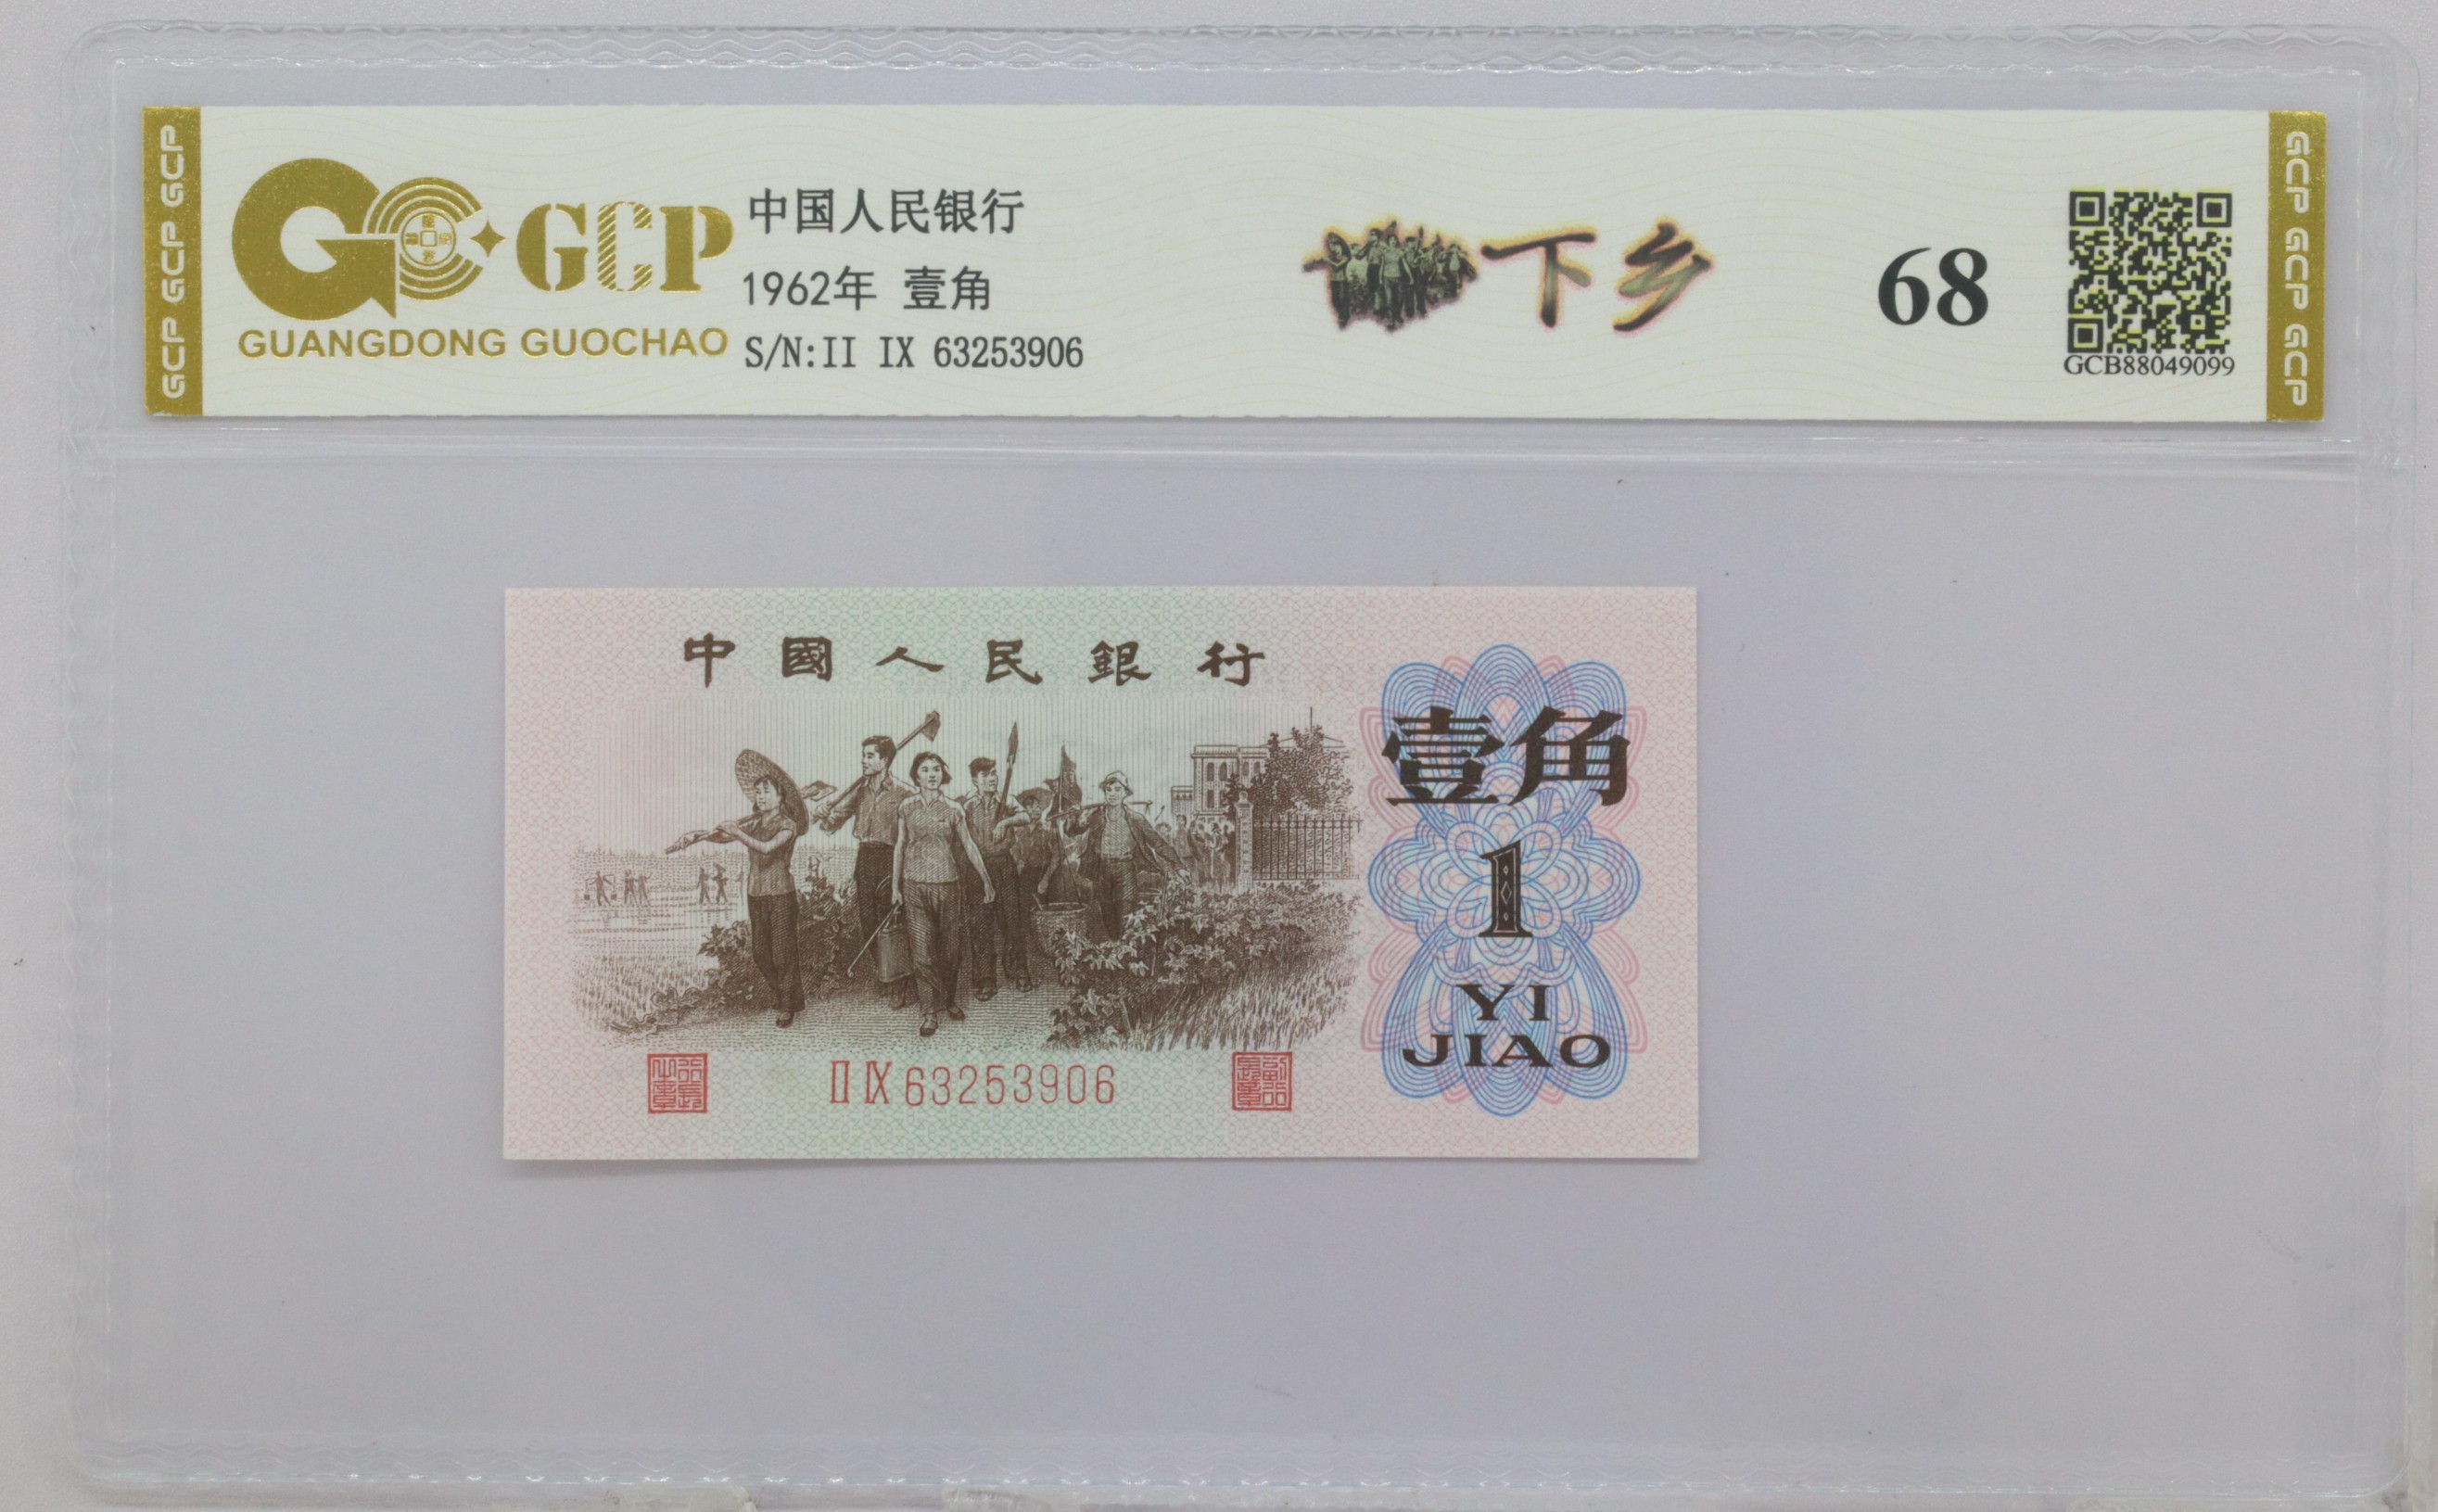 GCP GCP GCP
GCP
GUANGDONG GUOCHAO
中国人民银行
1962年 壹角
S/N:II IX 63253906
下乡
68
GCB88049099
GCP GCP GCP
中國人民銀行
壹角
1
YI
JIAO
II IX 63253906